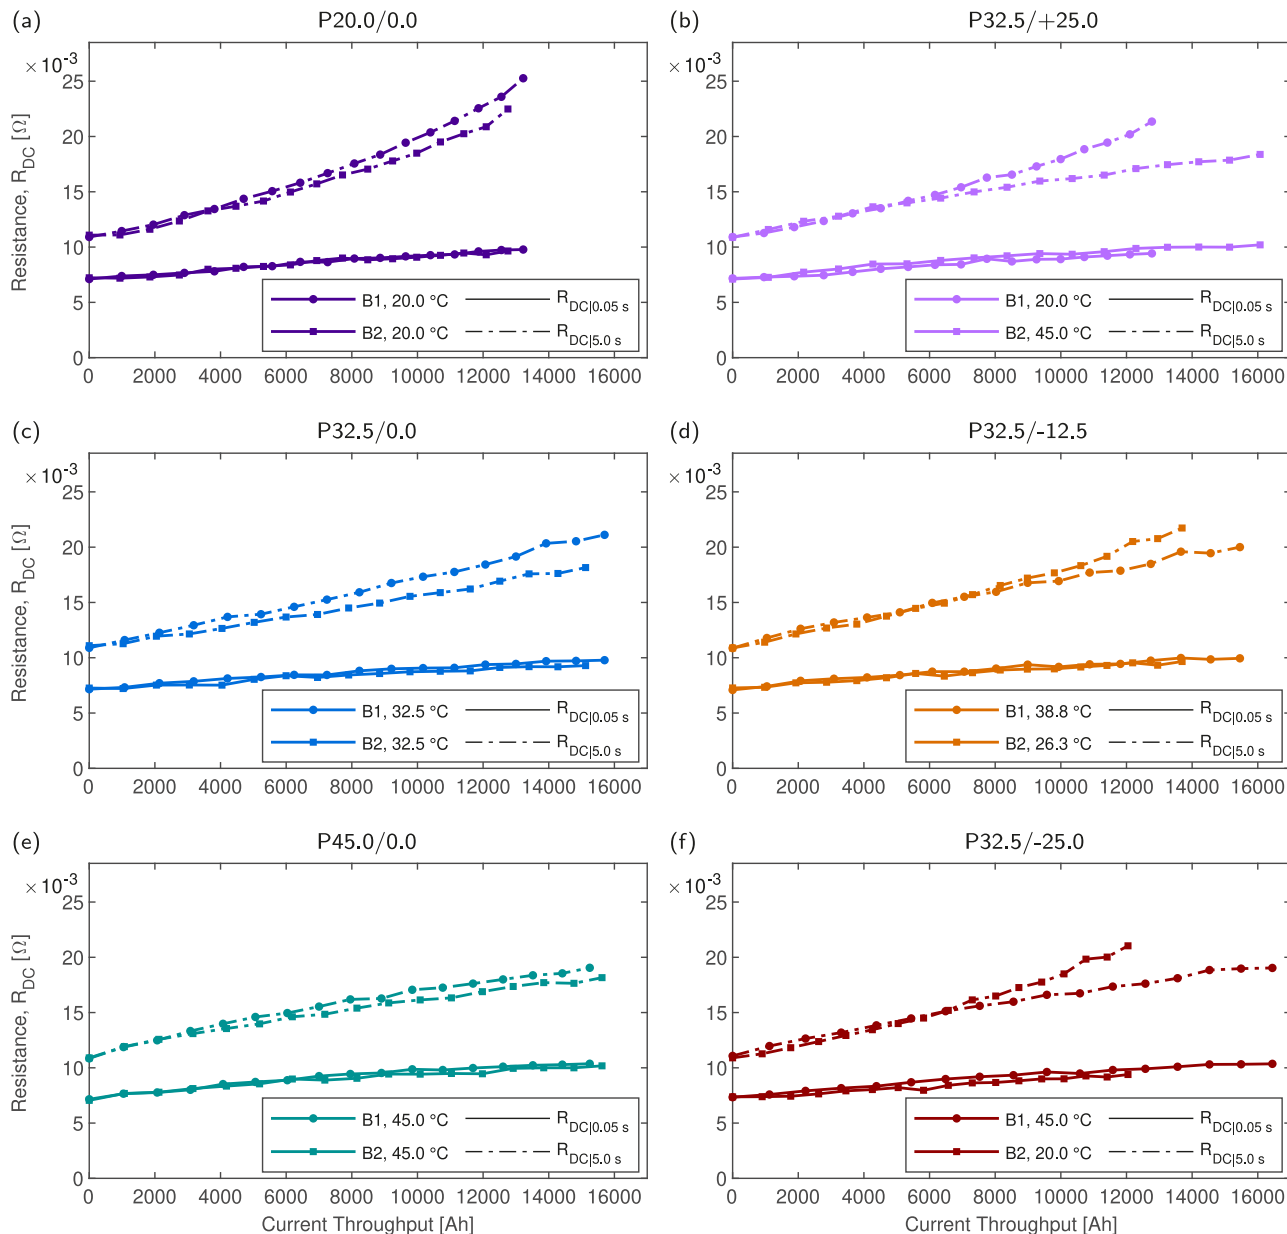 (a) P20.0/0.0
× 10⁻³
25
20
15
10
5
0
Resistance, R_DC [Ω]
B1, 20.0 °C R_DC|0.05 s
B2, 20.0 °C R_DC|5.0 s
0 2000 4000 6000 8000 10000 12000 14000 16000
(b) P32.5/+25.0
× 10⁻³
25
20
15
10
5
0
B1, 20.0 °C R_DC|0.05 s
B2, 45.0 °C R_DC|5.0 s
0 2000 4000 6000 8000 10000 12000 14000 16000
(c) P32.5/0.0
× 10⁻³
25
20
15
10
5
0
Resistance, R_DC [Ω]
B1, 32.5 °C R_DC|0.05 s
B2, 32.5 °C R_DC|5.0 s
0 2000 4000 6000 8000 10000 12000 14000 16000
(d) P32.5/-12.5
× 10⁻³
25
20
15
10
5
0
B1, 38.8 °C R_DC|0.05 s
B2, 26.3 °C R_DC|5.0 s
0 2000 4000 6000 8000 10000 12000 14000 16000
(e) P45.0/0.0
× 10⁻³
25
20
15
10
5
0
Resistance, R_DC [Ω]
B1, 45.0 °C R_DC|0.05 s
B2, 45.0 °C R_DC|5.0 s
0 2000 4000 6000 8000 10000 12000 14000 16000
Current Throughput [Ah]
(f) P32.5/-25.0
× 10⁻³
25
20
15
10
5
0
B1, 45.0 °C R_DC|0.05 s
B2, 20.0 °C R_DC|5.0 s
0 2000 4000 6000 8000 10000 12000 14000 16000
Current Throughput [Ah]